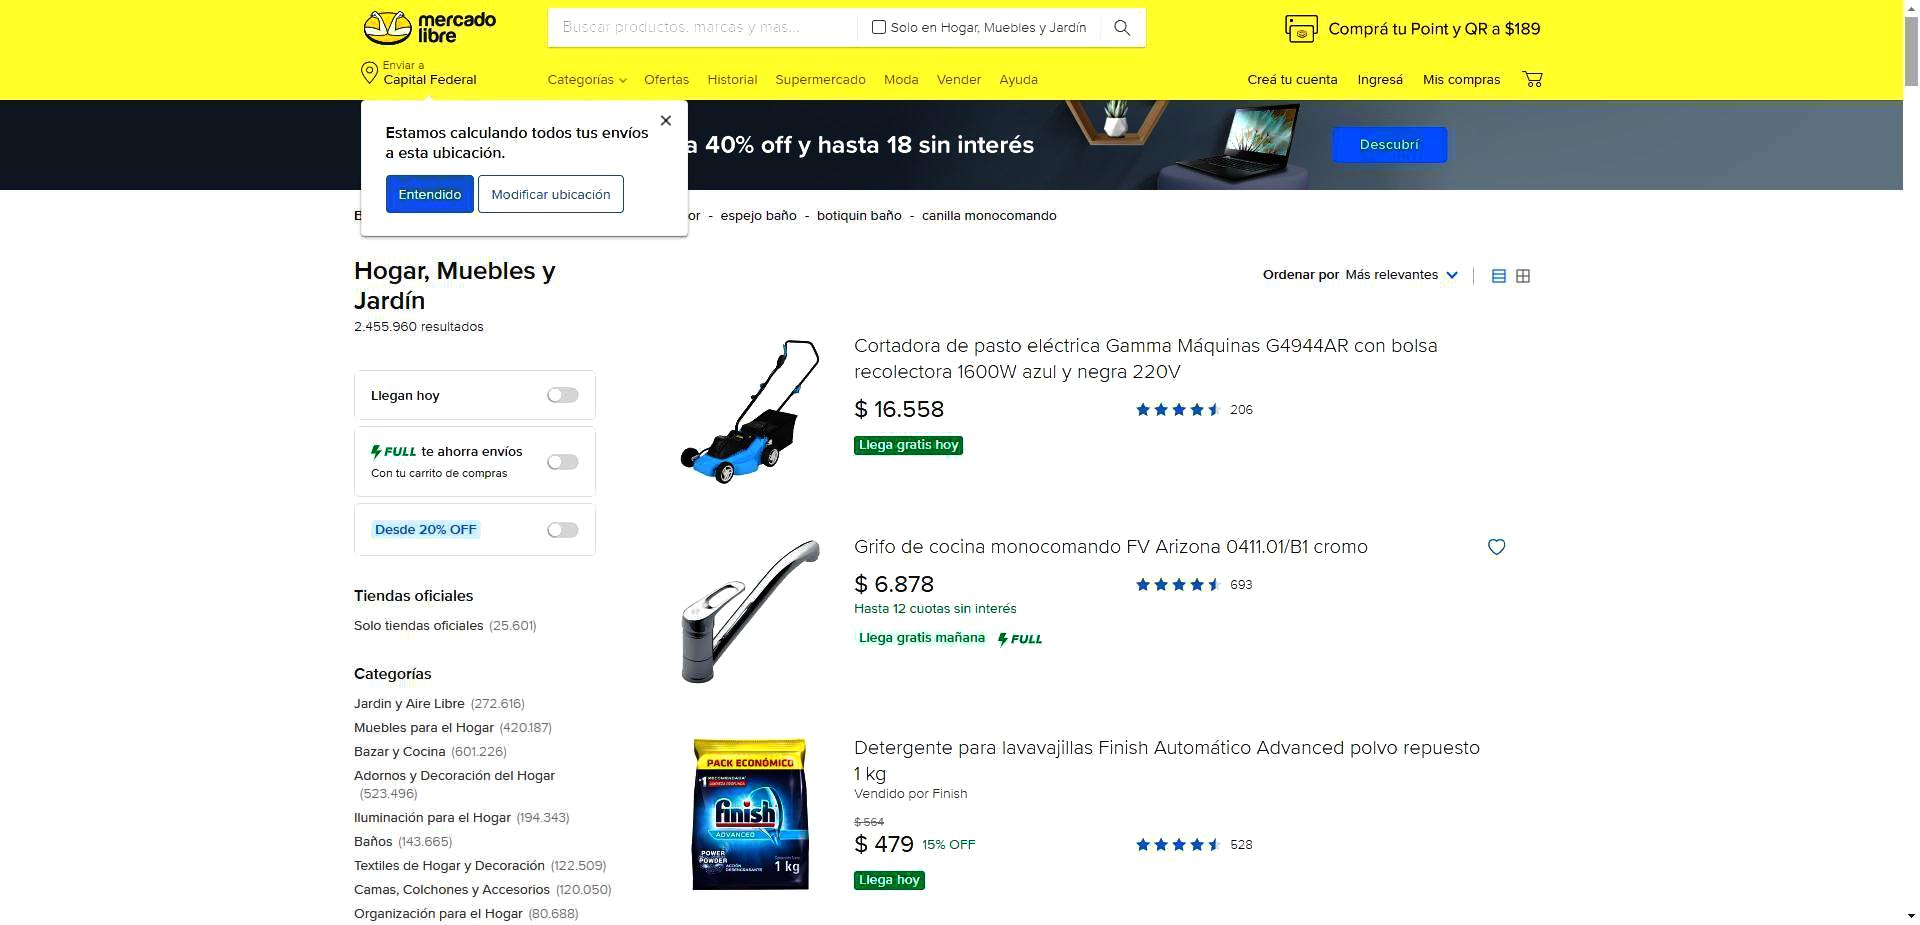 mercado
libre
Buscar productos, marcas y más...
Solo en Hogar, Muebles y Jardín
Comprá tu Point y QR a $189
Enviar a
Capital Federal
Categorías
Ofertas
Historial
Supermercado
Moda
Vender
Ayuda
Creá tu cuenta
Ingresá
Mis compras
Estamos calculando todos tus envíos
a esta ubicación.
Entendido
Modificar ubicación
a 40% off y hasta 18 sin interés
Descubrí
or - espejo baño - botiquin baño - canilla monocomando
Hogar, Muebles y
Jardín
2.455.960 resultados
Ordenar por Más relevantes
Llegan hoy
FULL te ahorra envíos
Con tu carrito de compras
Desde 20% OFF
Tiendas oficiales
Solo tiendas oficiales (25.601)
Categorías
Jardin y Aire Libre (272.616)
Muebles para el Hogar (420.187)
Bazar y Cocina (601.226)
Adornos y Decoración del Hogar
(523.496)
Iluminación para el Hogar (194.343)
Baños (143.665)
Textiles de Hogar y Decoración (122.509)
Camas, Colchones y Accesorios (120.050)
Organización para el Hogar (80.688)
Cortadora de pasto eléctrica Gamma Máquinas G4944AR con bolsa
recolectora 1600W azul y negra 220V
$ 16.558
206
Llega gratis hoy
Grifo de cocina monocomando FV Arizona 0411.01/B1 cromo
$ 6.878
693
Hasta 12 cuotas sin interés
Llega gratis mañana FULL
PACK ECONÓMICO
finish
ADVANCED
POWER
POWDER
1 kg
Detergente para lavavajillas Finish Automático Advanced polvo repuesto
1 kg
Vendido por Finish
$ 564
$ 479 15% OFF
528
Llega hoy